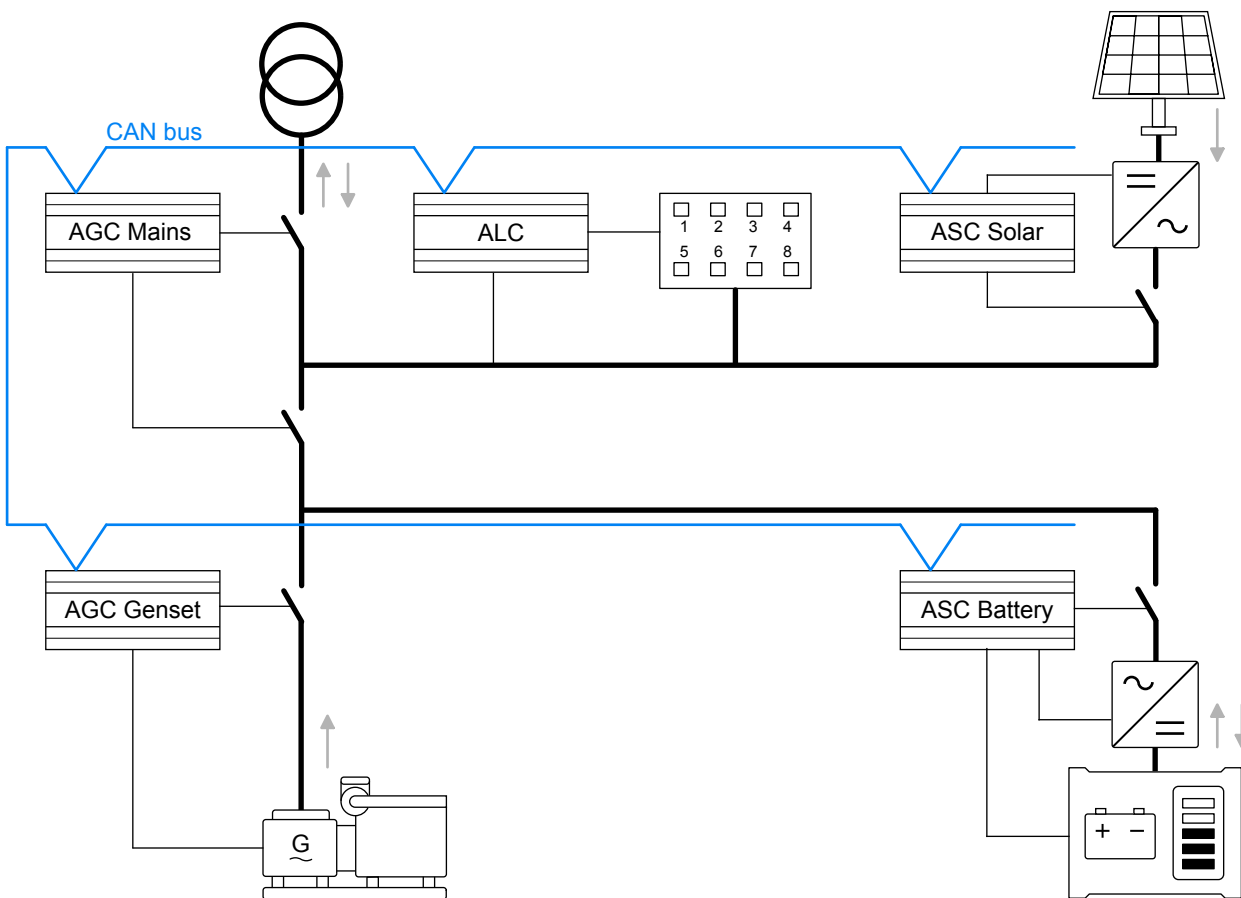 CAN bus
AGC Mains
ALC
1 2 3 4
5 6 7 8
ASC Solar
AGC Genset
ASC Battery
G
+ −